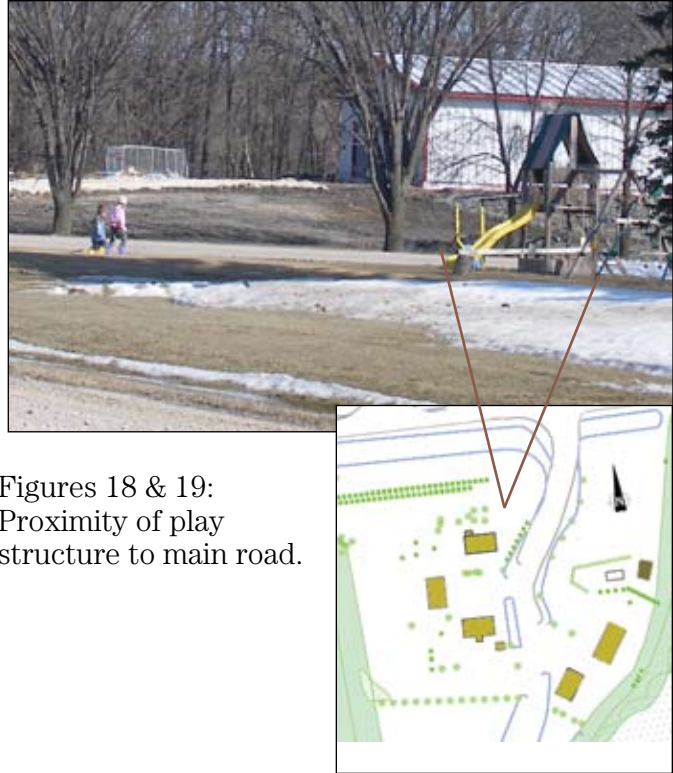 Figures 18 & 19:
Proximity of play
structure to main road.